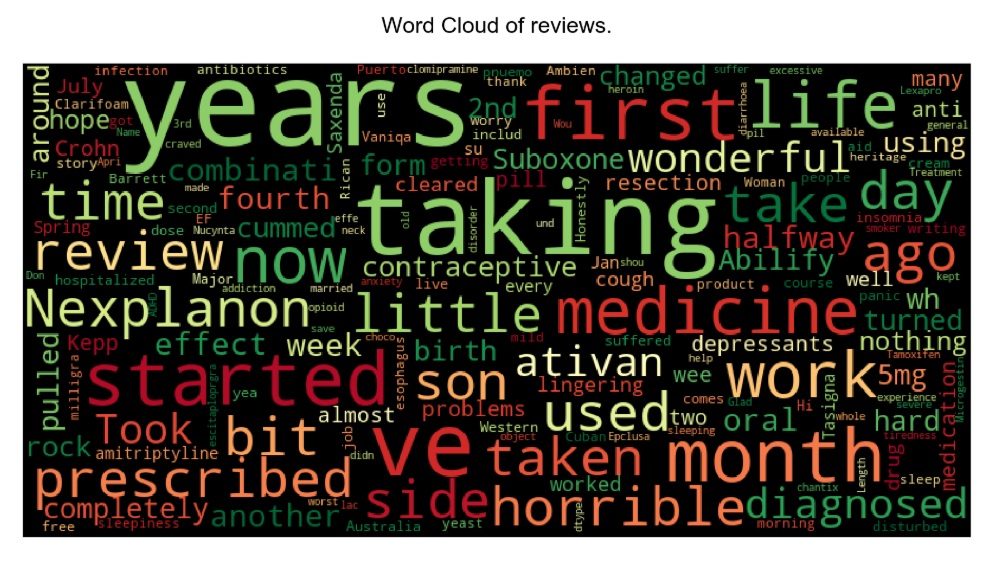 Word Cloud of reviews.
around
July
infection
antibiotics
Puerto
clomipramine
pnuemo
Ambien
changed
suffer
excessive
many
Clarifoam
years
Saxenda
use
thank
heroin
first
life
Lexapro
hope
got
Name
3rd
craved
2nd
worry
includ
Wou
diarrhoea
pil
available
anti
general
Crohn
Vaniqa
su
aid
using
story
Apri
combinati
form
getting
Suboxone
wonderful
heritage
cream
Fir
Barrett
Rican
cleared
pill
resection
Woman
people
Treatment
time
made
second
fourth
taking
Honestly
take
day
Spring
dose
EF
Nucynta
cummed
effe
neck
old
disorder
und
halfway
insomnia
smoker
writing
review
now
contraceptive
Jan
shou
Abilify
ago
Don
hospitalized
Major
addiction
married
anxiety
live
every
cough
product
course
well
panic
kept
Nexplanon
ADHD
opioid
save
little
medicine
wh
turned
pulled
Kepp
effect
week
choco
mild
suffered
depressants
nothing
milligra
started
escitaloprgra
yea
esophagus
birth
ativan
help
wee
work
Tamoxifen
5mg
son
lingering
comes
Glad
Hi
Tasigna
experience
severe
Microgestin
Took
bit
almost
problems
used
two
oral
whole
hard
medication
rock
amitriptyline
job
didn
ve
Western
object
Cuban
Epclusa
sleeping
tiredness
drug
prescribed
taken
month
Length
sleep
completely
worst
lac
side
worked
horrible
chantix
diagnosed
free
sleepiness
another
Australia
yeast
dtype
morning
disturbed